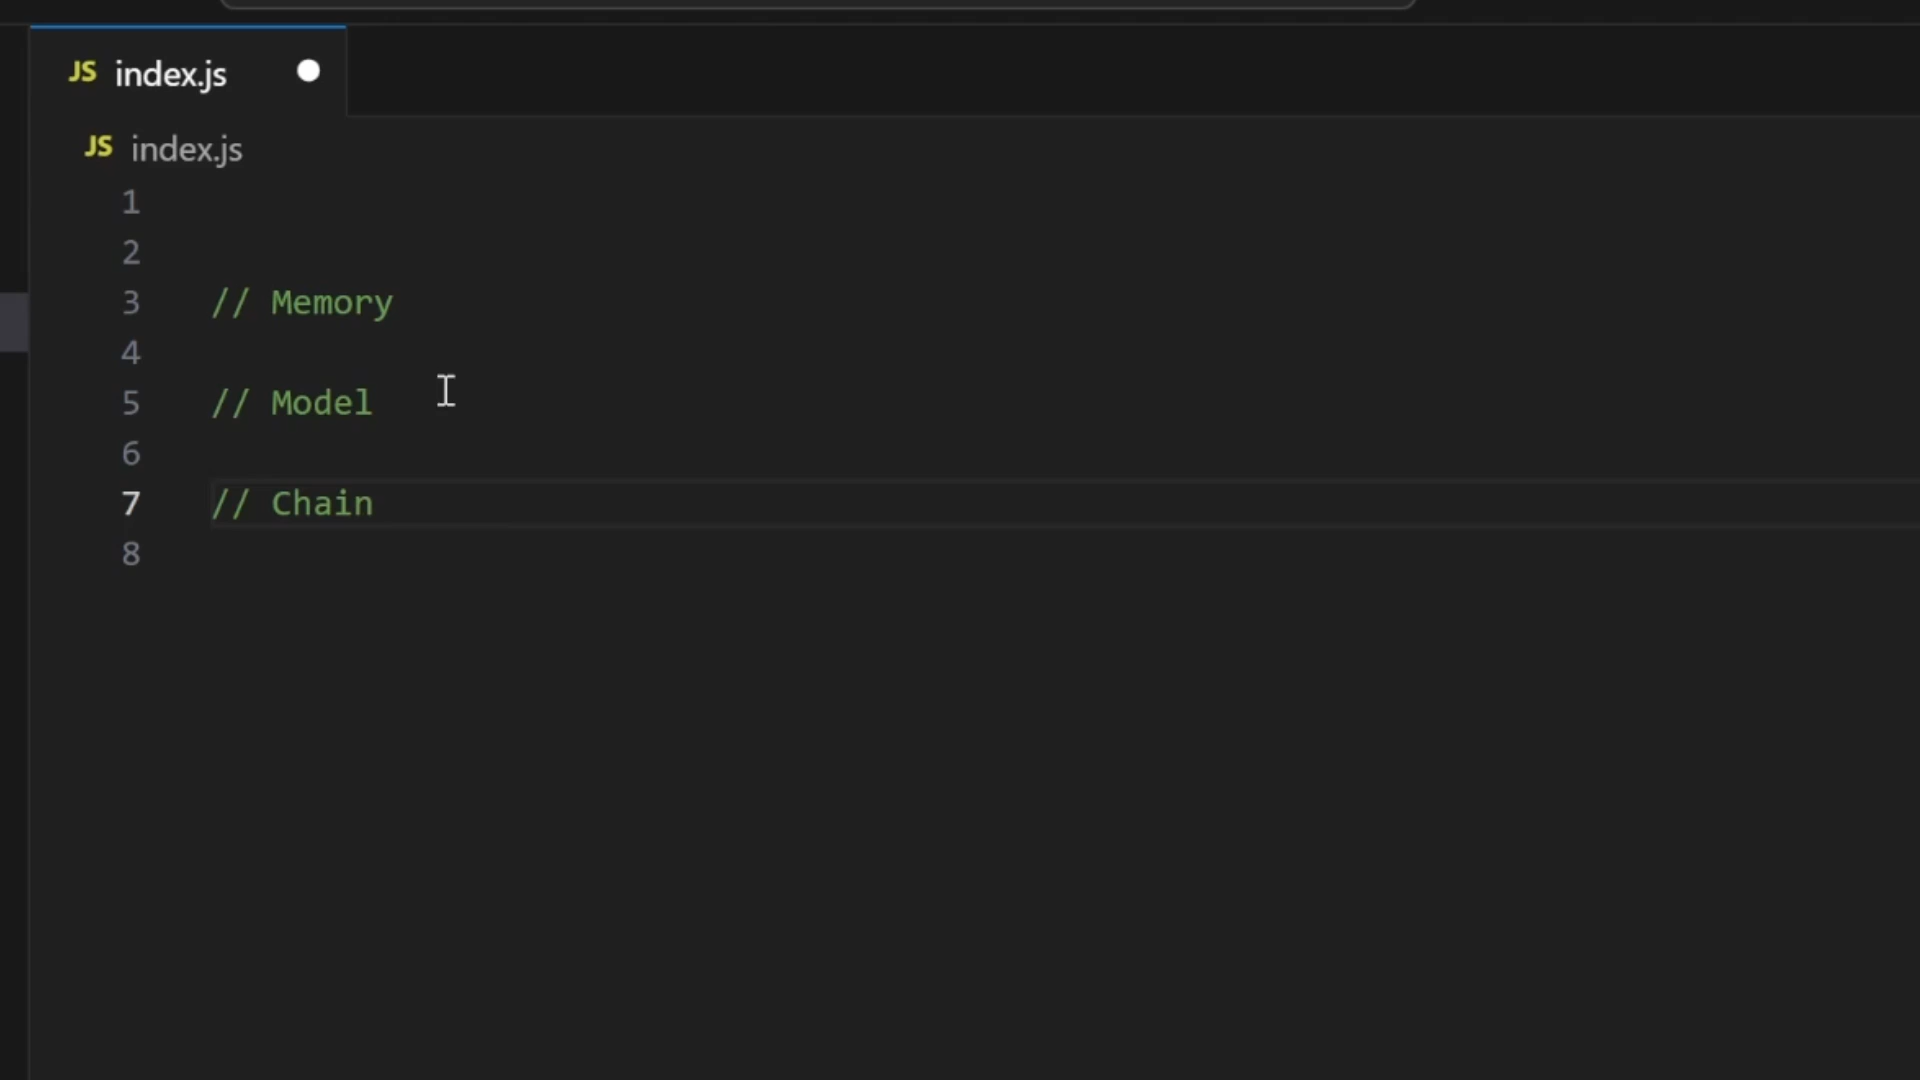 JS index.js
JS index.js
1
2
3 // Memory
4
5 // Model
6
7 // Chain
8